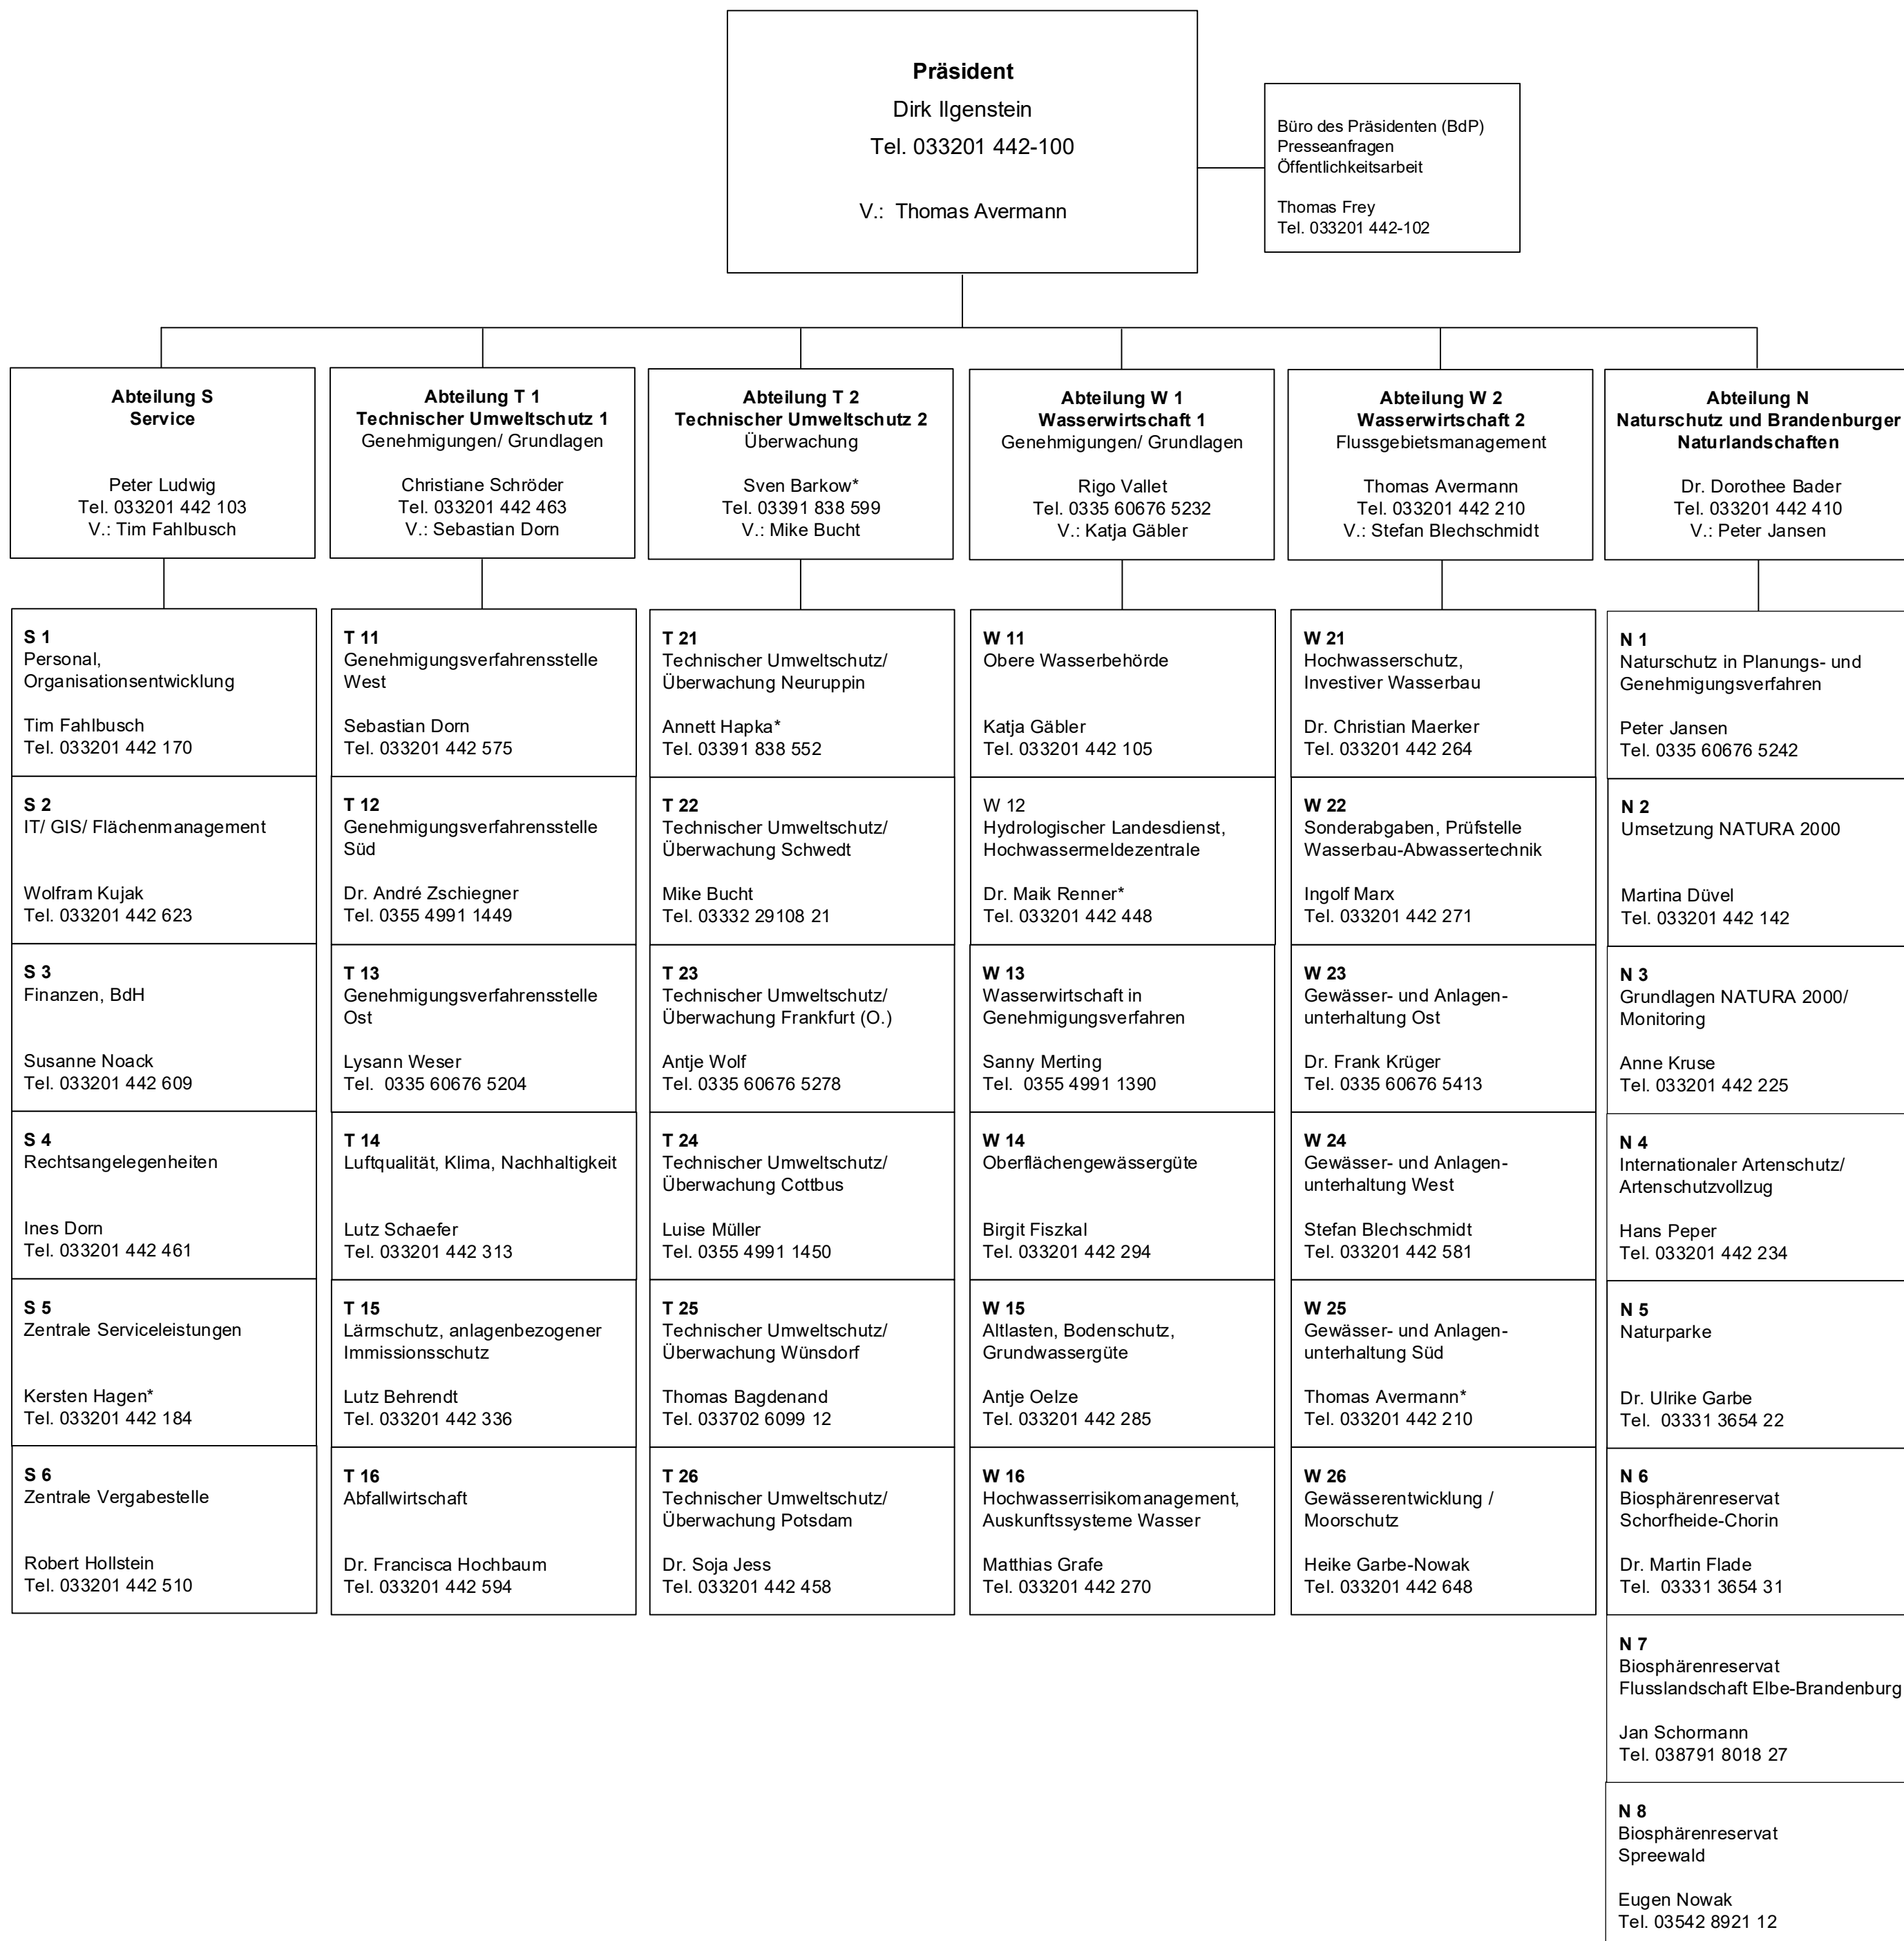 Präsident
Dirk Ilgenstein
Tel. 033201 442-100
V.: Thomas Avermann
Büro des Präsidenten (BdP)
Presseanfragen
Öffentlichkeitsarbeit
Thomas Frey
Tel. 033201 442-102
Abteilung S
Service
Peter Ludwig
Tel. 033201 442 103
V.: Tim Fahlbusch
Abteilung T 1
Technischer Umweltschutz 1
Genehmigungen/ Grundlagen
Christiane Schröder
Tel. 033201 442 463
V.: Sebastian Dorn
Abteilung T 2
Technischer Umweltschutz 2
Überwachung
Sven Barkow*
Tel. 03391 838 599
V.: Mike Bucht
Abteilung W 1
Wasserwirtschaft 1
Genehmigungen/ Grundlagen
Rigo Vallet
Tel. 0335 60676 5232
V.: Katja Gäbler
Abteilung W 2
Wasserwirtschaft 2
Flussgebietsmanagement
Thomas Avermann
Tel. 033201 442 210
V.: Stefan Blechschmidt
Abteilung N
Naturschutz und Brandenburger
Naturlandschaften
Dr. Dorothee Bader
Tel. 033201 442 410
V.: Peter Jansen
S 1
Personal,
Organisationsentwicklung
Tim Fahlbusch
Tel. 033201 442 170
S 2
IT/ GIS/ Flächenmanagement
Wolfram Kujak
Tel. 033201 442 623
S 3
Finanzen, BdH
Susanne Noack
Tel. 033201 442 609
S 4
Rechtsangelegenheiten
Ines Dorn
Tel. 033201 442 461
S 5
Zentrale Serviceleistungen
Kersten Hagen*
Tel. 033201 442 184
S 6
Zentrale Vergabestelle
Robert Hollstein
Tel. 033201 442 510
T 11
Genehmigungsverfahrensstelle
West
Sebastian Dorn
Tel. 033201 442 575
T 12
Genehmigungsverfahrensstelle
Süd
Dr. André Zschiegner
Tel. 0355 4991 1449
T 13
Genehmigungsverfahrensstelle
Ost
Lysann Weser
Tel. 0335 60676 5204
T 14
Luftqualität, Klima, Nachhaltigkeit
Lutz Schaefer
Tel. 033201 442 313
T 15
Lärmschutz, anlagenbezogener
Immissionsschutz
Lutz Behrendt
Tel. 033201 442 336
T 16
Abfallwirtschaft
Dr. Francisca Hochbaum
Tel. 033201 442 594
T 21
Technischer Umweltschutz/
Überwachung Neuruppin
Annett Hapka*
Tel. 03391 838 552
T 22
Technischer Umweltschutz/
Überwachung Schwedt
Mike Bucht
Tel. 03332 29108 21
T 23
Technischer Umweltschutz/
Überwachung Frankfurt (O.)
Antje Wolf
Tel. 0335 60676 5278
T 24
Technischer Umweltschutz/
Überwachung Cottbus
Luise Müller
Tel. 0355 4991 1450
T 25
Technischer Umweltschutz/
Überwachung Wünsdorf
Thomas Bagdenand
Tel. 033702 6099 12
T 26
Technischer Umweltschutz/
Überwachung Potsdam
Dr. Soja Jess
Tel. 033201 442 458
W 11
Obere Wasserbehörde
Katja Gäbler
Tel. 033201 442 105
W 12
Hydrologischer Landesdienst,
Hochwassermeldezentrale
Dr. Maik Renner*
Tel. 033201 442 448
W 13
Wasserwirtschaft in
Genehmigungsverfahren
Sanny Merting
Tel. 0355 4991 1390
W 14
Oberflächengewässergüte
Birgit Fiszkal
Tel. 033201 442 294
W 15
Altlasten, Bodenschutz,
Grundwassergüte
Antje Oelze
Tel. 033201 442 285
W 16
Hochwasserrisikomanagement,
Auskunftssysteme Wasser
Matthias Grafe
Tel. 033201 442 270
W 21
Hochwasserschutz,
Investiver Wasserbau
Dr. Christian Maerker
Tel. 033201 442 264
W 22
Sonderabgaben, Prüfstelle
Wasserbau-Abwassertechnik
Ingolf Marx
Tel. 033201 442 271
W 23
Gewässer- und Anlagen-
unterhaltung Ost
Dr. Frank Krüger
Tel. 0335 60676 5413
W 24
Gewässer- und Anlagen-
unterhaltung West
Stefan Blechschmidt
Tel. 033201 442 581
W 25
Gewässer- und Anlagen-
unterhaltung Süd
Thomas Avermann*
Tel. 033201 442 210
W 26
Gewässerentwicklung /
Moorschutz
Heike Garbe-Nowak
Tel. 033201 442 648
N 1
Naturschutz in Planungs- und
Genehmigungsverfahren
Peter Jansen
Tel. 0335 60676 5242
N 2
Umsetzung NATURA 2000
Martina Düvel
Tel. 033201 442 142
N 3
Grundlagen NATURA 2000/
Monitoring
Anne Kruse
Tel. 033201 442 225
N 4
Internationaler Artenschutz/
Artenschutzvollzug
Hans Peper
Tel. 033201 442 234
N 5
Naturparke
Dr. Ulrike Garbe
Tel. 03331 3654 22
N 6
Biosphärenreservat
Schorfheide-Chorin
Dr. Martin Flade
Tel. 03331 3654 31
N 7
Biosphärenreservat
Flusslandschaft Elbe-Brandenburg
Jan Schormann
Tel. 038791 8018 27
N 8
Biosphärenreservat
Spreewald
Eugen Nowak
Tel. 03542 8921 12